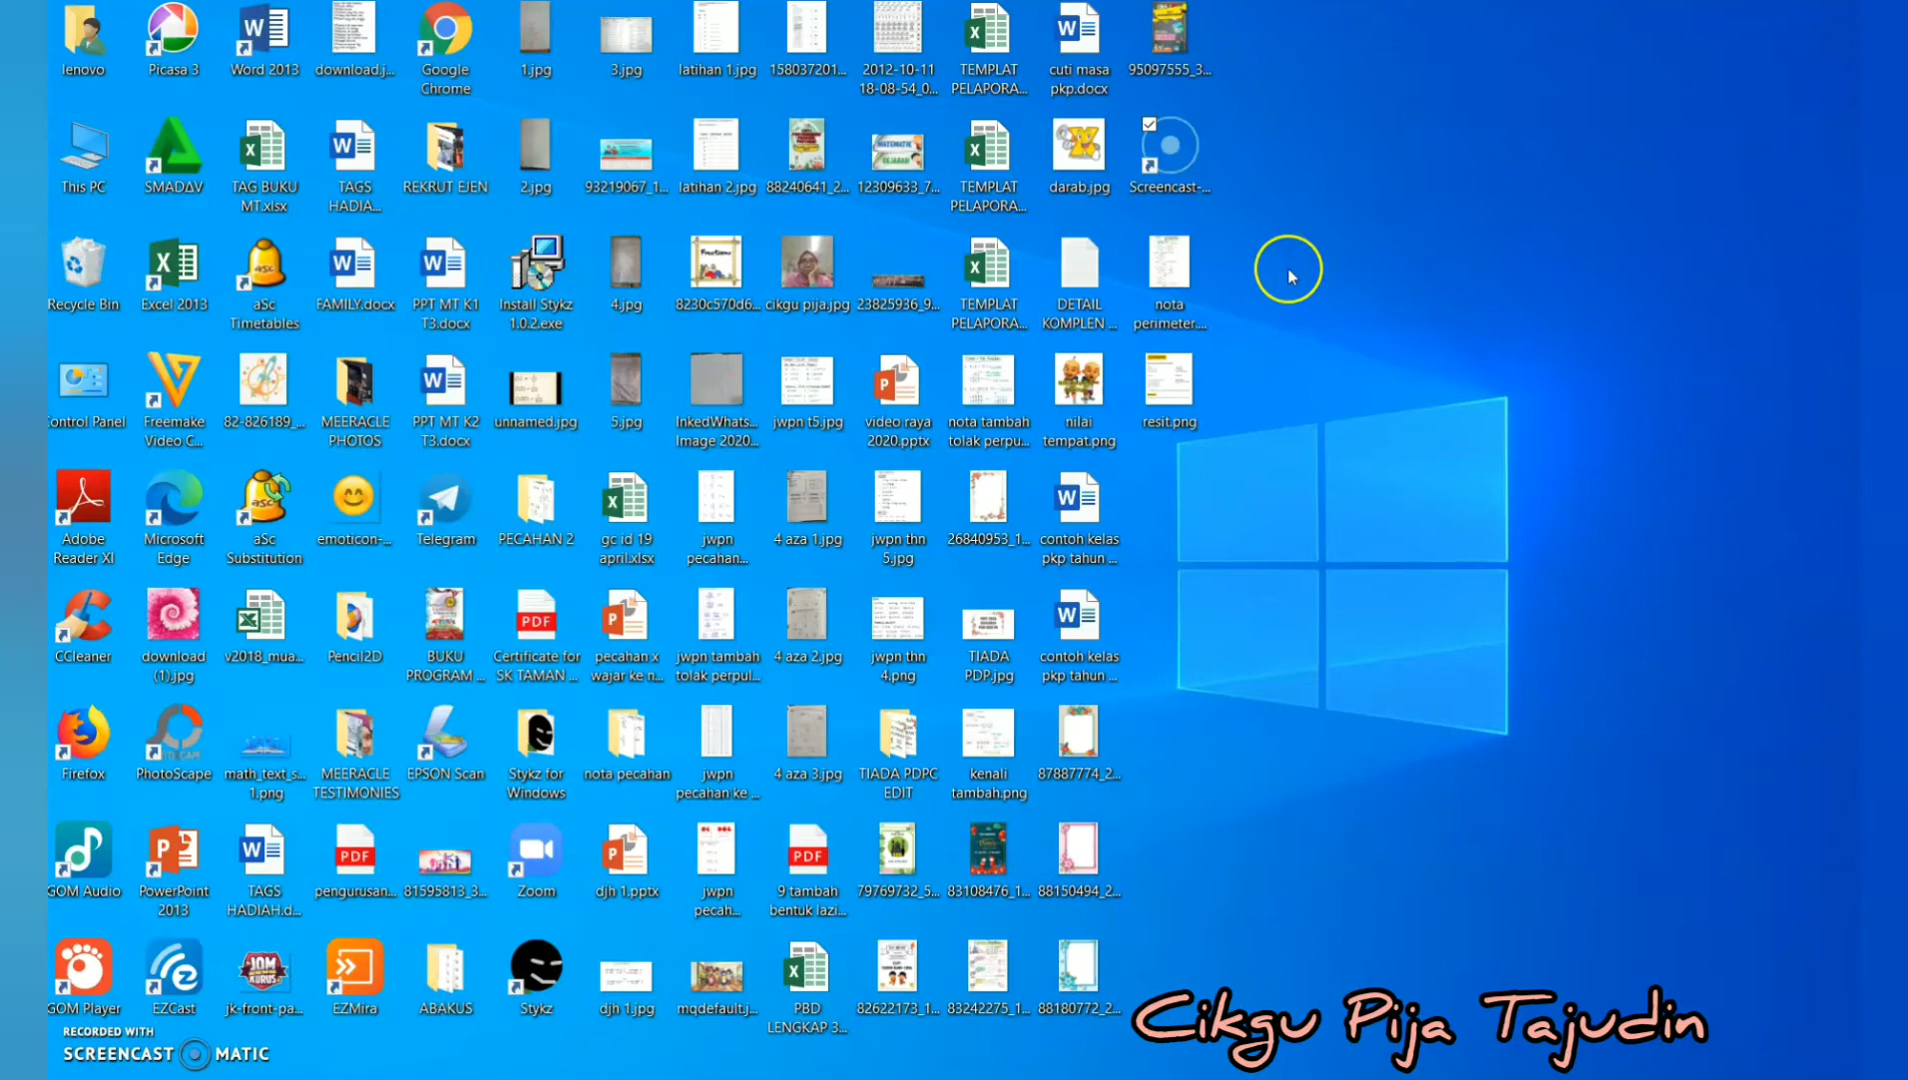 lenovo
Picasa 3
Word 2013
download.j...
Google
Chrome
1.jpg
3.jpg
latihan 1.jpg
158037201...
2012-10-11
18-08-54_0...
TEMPLAT
PELAPORA...
cuti masa
pkp.docx
95097555_3...
This PC
SMADΔV
TAG BUKU
MT.xlsx
TAGS
HADIA...
REKRUT EJEN
2.jpg
93219067_1...
latihan 2.jpg
88240641_2...
MATEMATIK
SEJARAH
12309633_7...
TEMPLAT
PELAPORA...
darab.jpg
Screencast-...
Recycle Bin
Excel 2013
aSc
Timetables
FAMILY.docx
PPT MT K1
T3.docx
Install Stykz
1.0.2.exe
4.jpg
Fractions
8230c570d6...
cikgu pija.jpg
23825936_9...
TEMPLAT
PELAPORA...
DETAIL
KOMPLEN ...
nota
perimeter....
ontrol Panel
Freemake
Video C...
82-826189_...
MEERACLE
PHOTOS
PPT MT K2
T3.docx
unnamed.jpg
5.jpg
InkedWhats...
Image 2020...
jwpn t5.jpg
video raya
2020.pptx
nota tambah
tolak perpu...
nilai
tempat.png
resit.png
Adobe
Reader XI
Microsoft
Edge
aSc
Substitution
emoticon-...
Telegram
PECAHAN 2
gc id 19
april.xlsx
jwpn
pecahan...
4 aza 1.jpg
jwpn thn
5.jpg
26840953_1...
contoh kelas
pkp tahun ...
CCleaner
download
(1).jpg
v2018_mua...
Pencil2D
BUKU
PROGRAM ...
PDF
Certificate for
SK TAMAN ...
pecahan x
wajar ke n...
jwpn tambah
tolak perpul...
4 aza 2.jpg
jwpn thn
4.png
TIADA
PDP.jpg
contoh kelas
pkp tahun ...
Firefox
PhotoScape
math_text_s...
1.png
MEERACLE
TESTIMONIES
EPSON Scan
Stykz for
Windows
nota pecahan
jwpn
pecahan ke ...
4 aza 3.jpg
TIADA PDPC
EDIT
kenali
tambah.png
87887774_2...
GOM Audio
PowerPoint
2013
TAGS
HADIAH.d...
PDF
pengurusan...
81595813_3...
Zoom
djh 1.pptx
jwpn
pecah...
PDF
9 tambah
bentuk lazi...
79769732_5...
83108476_1...
88150494_2...
GOM Player
EZCast
JOM
KURUS
jk-front-pa...
EZMira
ABAKUS
Stykz
djh 1.jpg
mqdefault.j...
PBD
LENGKAP 3...
82622173_1...
83242275_1...
88180772_2...
RECORDED WITH
SCREENCAST MATIC
Cikgu Pija Tajudin